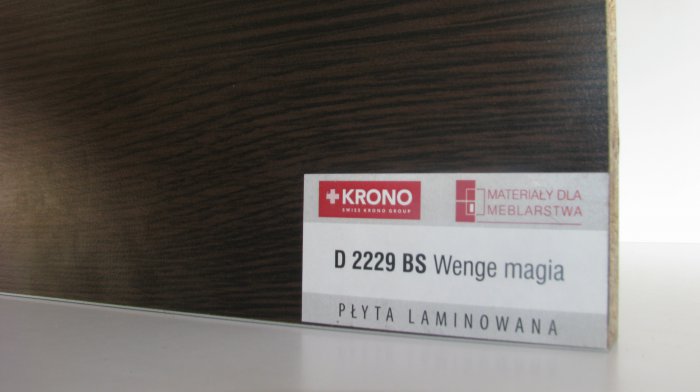 KRONO
SWISS KRONO GROUP
MATERIAŁY DLA
MEBLARSTWA
D 2229 BS Wenge magia
PŁYTA LAMINOWANA